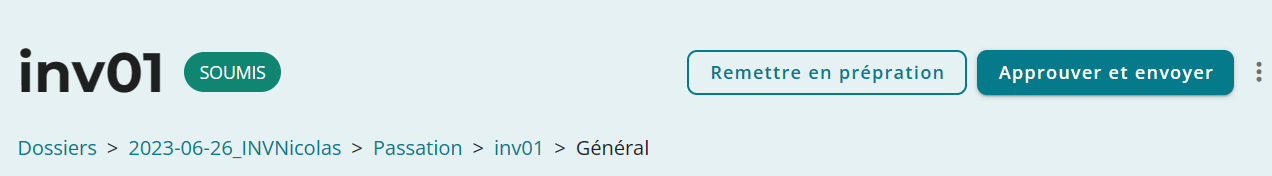 inv01 SOUMIS Remettre en prépration Approuver et envoyer
Dossiers > 2023-06-26_INVNicolas > Passation > inv01 > Général